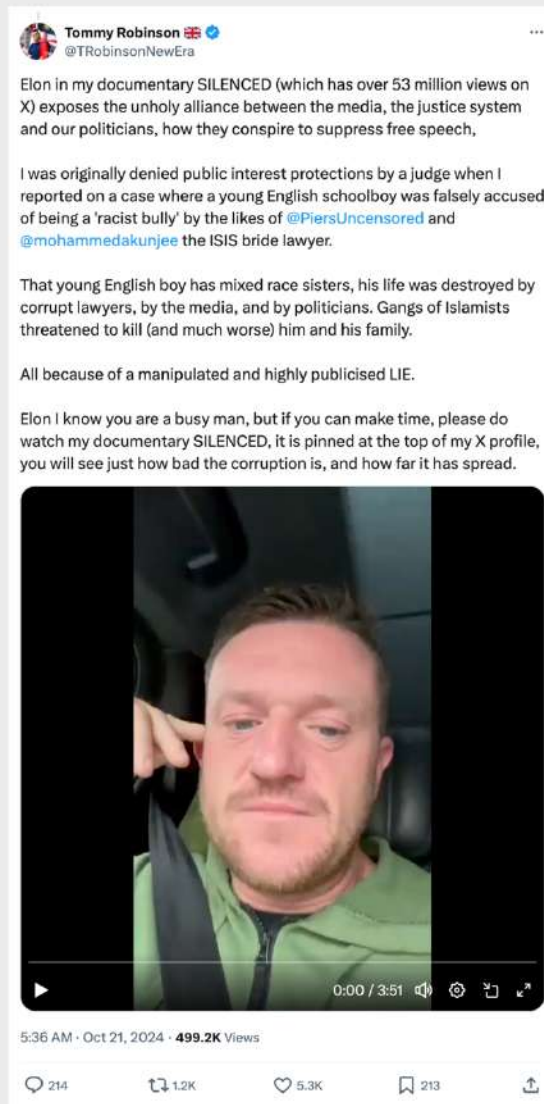 Tommy Robinson 🇬🇧
@TRobinsonNewEra
Elon in my documentary SILENCED (which has over 53 million views on
X) exposes the unholy alliance between the media, the justice system
and our politicians, how they conspire to suppress free speech,
I was originally denied public interest protections by a judge when I
reported on a case where a young English schoolboy was falsely accused
of being a 'racist bully' by the likes of @PiersUncensored and
@mohammedakunjee the ISIS bride lawyer.
That young English boy has mixed race sisters, his life was destroyed by
corrupt lawyers, by the media, and by politicians. Gangs of Islamists
threatened to kill (and much worse) him and his family.
All because of a manipulated and highly publicised LIE.
Elon I know you are a busy man, but if you can make time, please do
watch my documentary SILENCED, it is pinned at the top of my X profile,
you will see just how bad the corruption is, and how far it has spread.
0:00 / 3:51
5:36 AM · Oct 21, 2024 · 499.2K Views
214 1.2K 5.3K 213